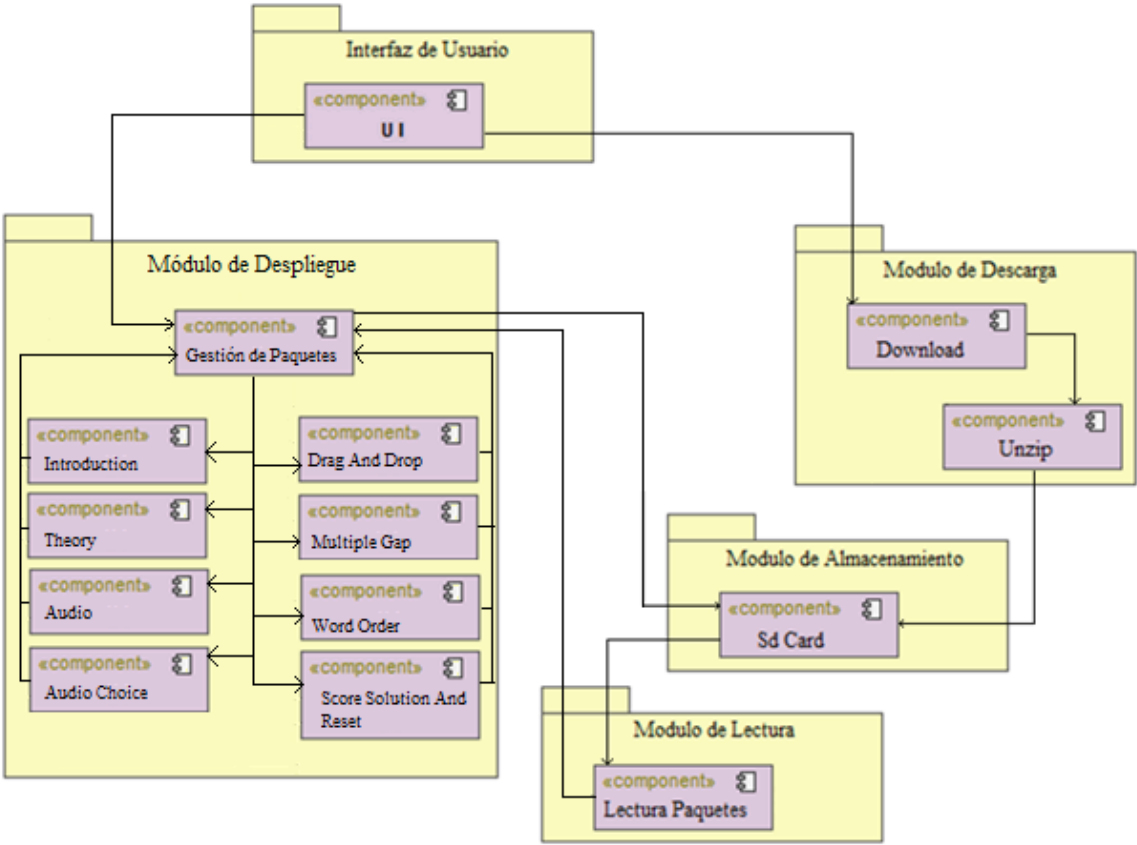 Interfaz de Usuario
«component»
U I
Módulo de Despliegue
«component»
Gestión de Paquetes
«component»
Introduction
«component»
Theory
«component»
Audio
«component»
Audio Choice
«component»
Drag And Drop
«component»
Multiple Gap
«component»
Word Order
«component»
Score Solution And
Reset
Modulo de Descarga
«component»
Download
«component»
Unzip
Modulo de Almacenamiento
«component»
Sd Card
Modulo de Lectura
«component»
Lectura Paquetes